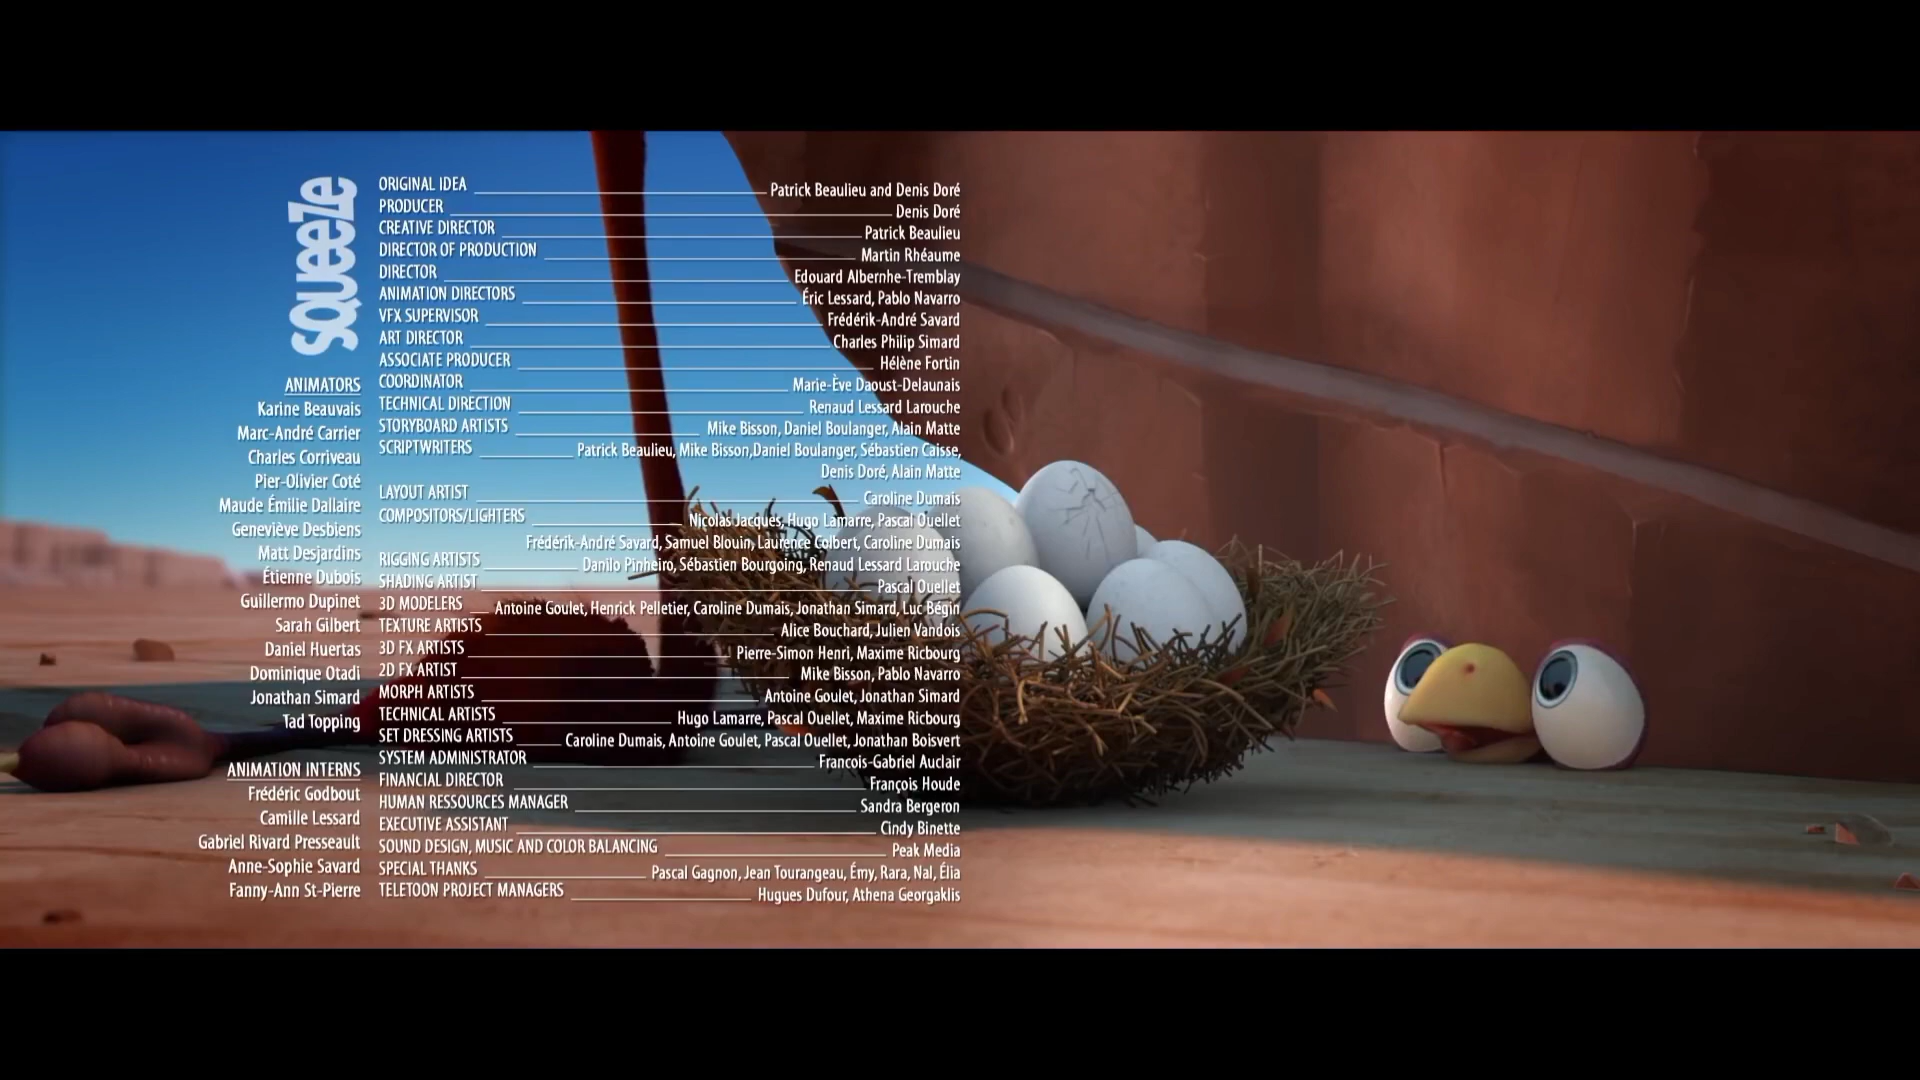 squeeze
ANIMATORS
Karine Beauvais
Marc-André Carrier
Charles Corriveau
Pier-Olivier Coté
Maude Émilie Dallaire
Geneviève Desbiens
Matt Desjardins
Étienne Dubois
Guillermo Dupinet
Sarah Gilbert
Daniel Huertas
Dominique Otadi
Jonathan Simard
Tad Topping
ANIMATION INTERNS
Frédéric Godbout
Camille Lessard
Gabriel Rivard Presseault
Anne-Sophie Savard
Fanny-Ann St-Pierre
ORIGINAL IDEA Patrick Beaulieu and Denis Doré
PRODUCER Denis Doré
CREATIVE DIRECTOR Patrick Beaulieu
DIRECTOR OF PRODUCTION Martin Rhéaume
DIRECTOR Edouard Albernhe-Tremblay
ANIMATION DIRECTORS Éric Lessard, Pablo Navarro
VFX SUPERVISOR Frédérik-André Savard
ART DIRECTOR Charles Philip Simard
ASSOCIATE PRODUCER Hélène Fortin
COORDINATOR Marie-Ève Daoust-Delaunais
TECHNICAL DIRECTION Renaud Lessard Larouche
STORYBOARD ARTISTS Mike Bisson, Daniel Boulanger, Alain Matte
SCRIPTWRITERS Patrick Beaulieu, Mike Bisson,Daniel Boulanger, Sébastien Caisse,
Denis Doré, Alain Matte
LAYOUT ARTIST Caroline Dumais
COMPOSITORS/LIGHTERS Nicolas Jacques, Hugo Lamarre, Pascal Ouellet
Frédérik-André Savard, Samuel Blouin, Laurence Colbert, Caroline Dumais
RIGGING ARTISTS Danilo Pinheiro, Sébastien Bourgoing, Renaud Lessard Larouche
SHADING ARTIST Pascal Ouellet
3D MODELERS Antoine Goulet, Henrick Pelletier, Caroline Dumais, Jonathan Simard, Luc Bégin
TEXTURE ARTISTS Alice Bouchard, Julien Vandois
3D FX ARTISTS Pierre-Simon Henri, Maxime Ricbourg
2D FX ARTIST Mike Bisson, Pablo Navarro
MORPH ARTISTS Antoine Goulet, Jonathan Simard
TECHNICAL ARTISTS Hugo Lamarre, Pascal Ouellet, Maxime Ricbourg
SET DRESSING ARTISTS Caroline Dumais, Antoine Goulet, Pascal Ouellet, Jonathan Boisvert
SYSTEM ADMINISTRATOR Francois-Gabriel Auclair
FINANCIAL DIRECTOR François Houde
HUMAN RESSOURCES MANAGER Sandra Bergeron
EXECUTIVE ASSISTANT Cindy Binette
SOUND DESIGN, MUSIC AND COLOR BALANCING Peak Media
SPECIAL THANKS Pascal Gagnon, Jean Tourangeau, Émy, Rara, Nal, Élia
TELETOON PROJECT MANAGERS Hugues Dufour, Athena Georgaklis